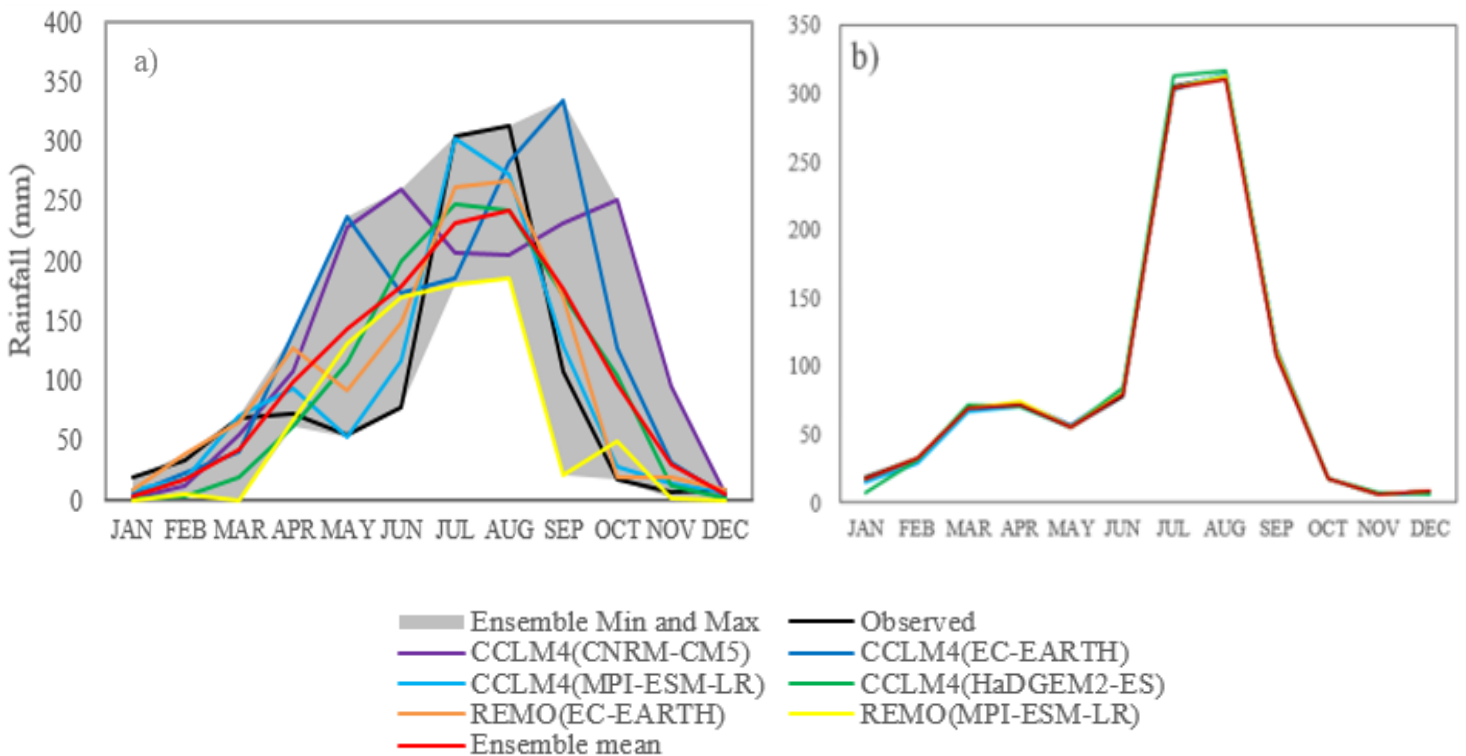 a)
Rainfall (mm)
400
350
300
250
200
150
100
50
0
JAN FEB MAR APR MAY JUN JUL AUG SEP OCT NOV DEC
b)
350
300
250
200
150
100
50
0
JAN FEB MAR APR MAY JUN JUL AUG SEP OCT NOV DEC
Ensemble Min and Max
Observed
CCLM4(CNRM-CM5)
CCLM4(EC-EARTH)
CCLM4(MPI-ESM-LR)
CCLM4(HaDGEM2-ES)
REMO(EC-EARTH)
REMO(MPI-ESM-LR)
Ensemble mean